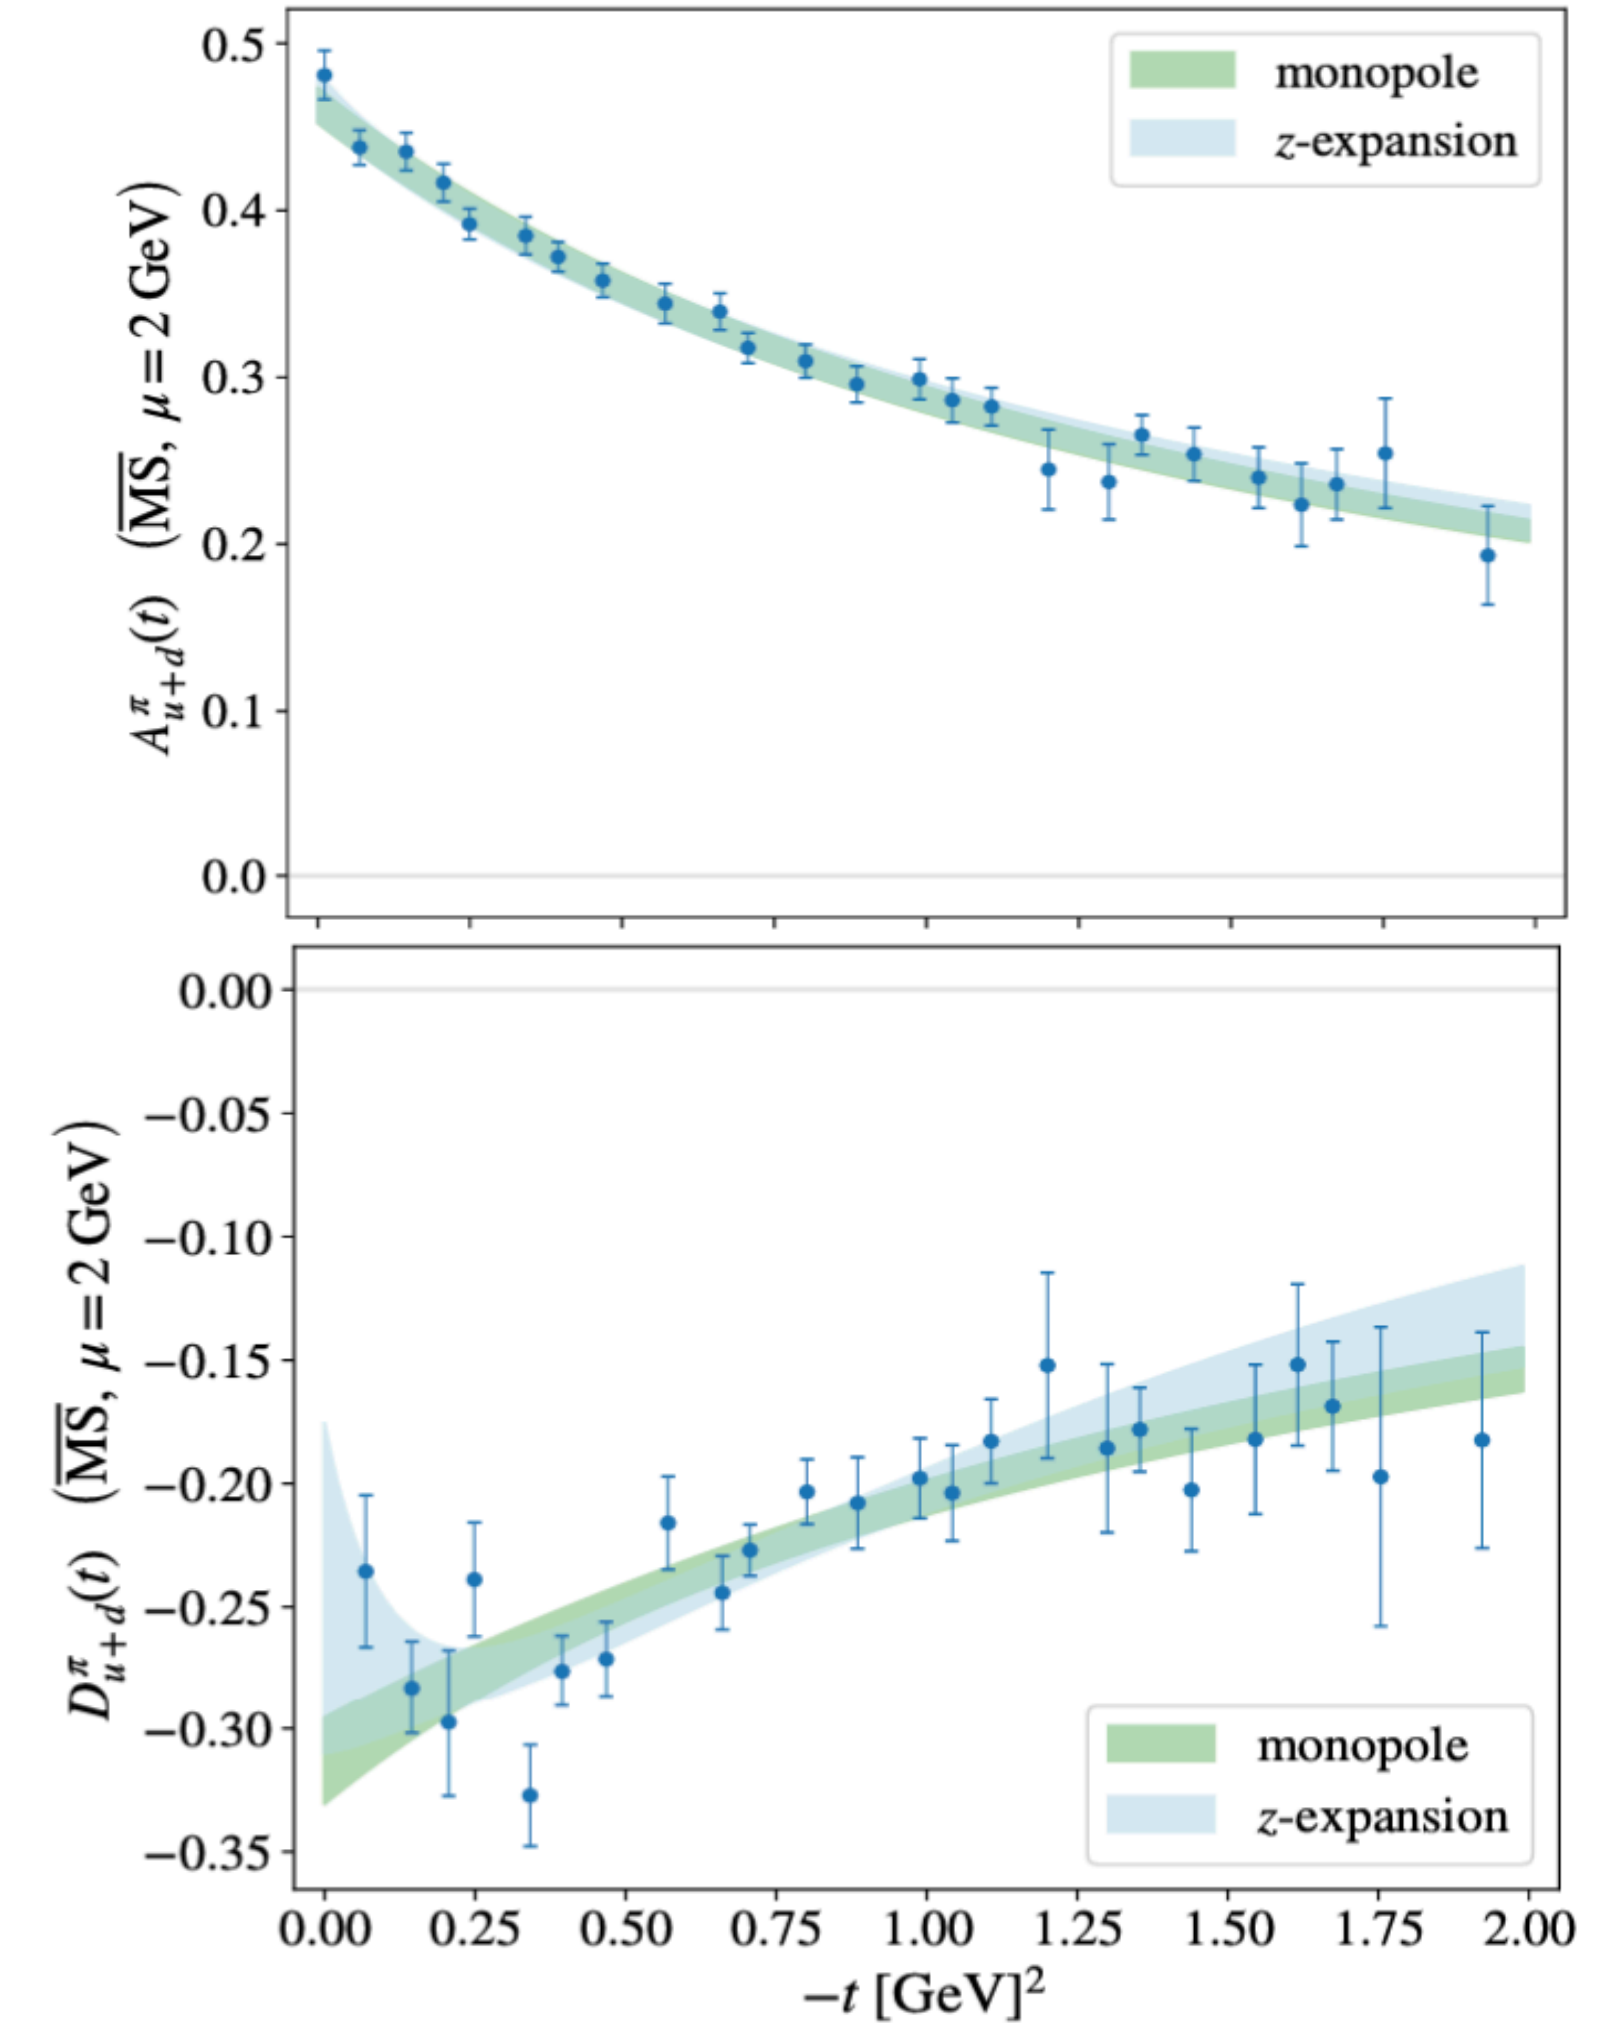 0.5
0.4
0.3
0.2
0.1
0.0
A^π_{u+d}(t) (\overline{MS}, μ = 2 GeV)
monopole
z-expansion
0.00
−0.05
−0.10
−0.15
−0.20
−0.25
−0.30
−0.35
D^π_{u+d}(t) (\overline{MS}, μ = 2 GeV)
monopole
z-expansion
0.00 0.25 0.50 0.75 1.00 1.25 1.50 1.75 2.00
−t [GeV]²